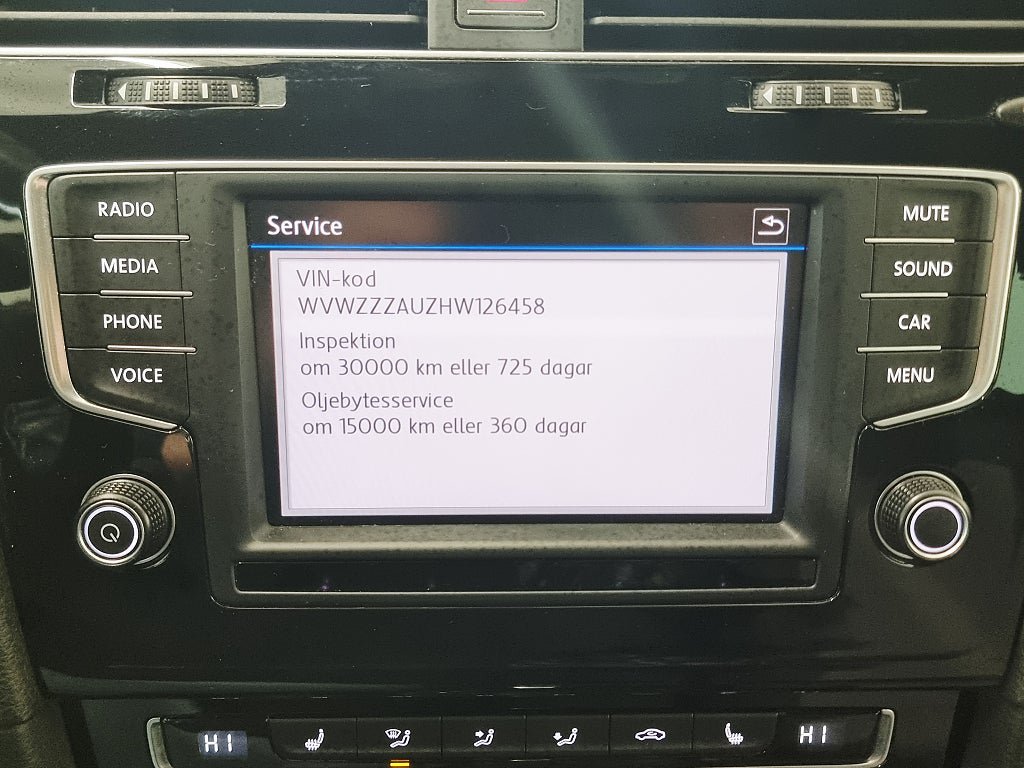 Service
RADIO
MEDIA
PHONE
VOICE
VIN-kod
WVWZZZAUZHW126458
Inspektion
om 30000 km eller 725 dagar
Oljebytesservice
om 15000 km eller 360 dagar
MUTE
SOUND
CAR
MENU
HI
HI